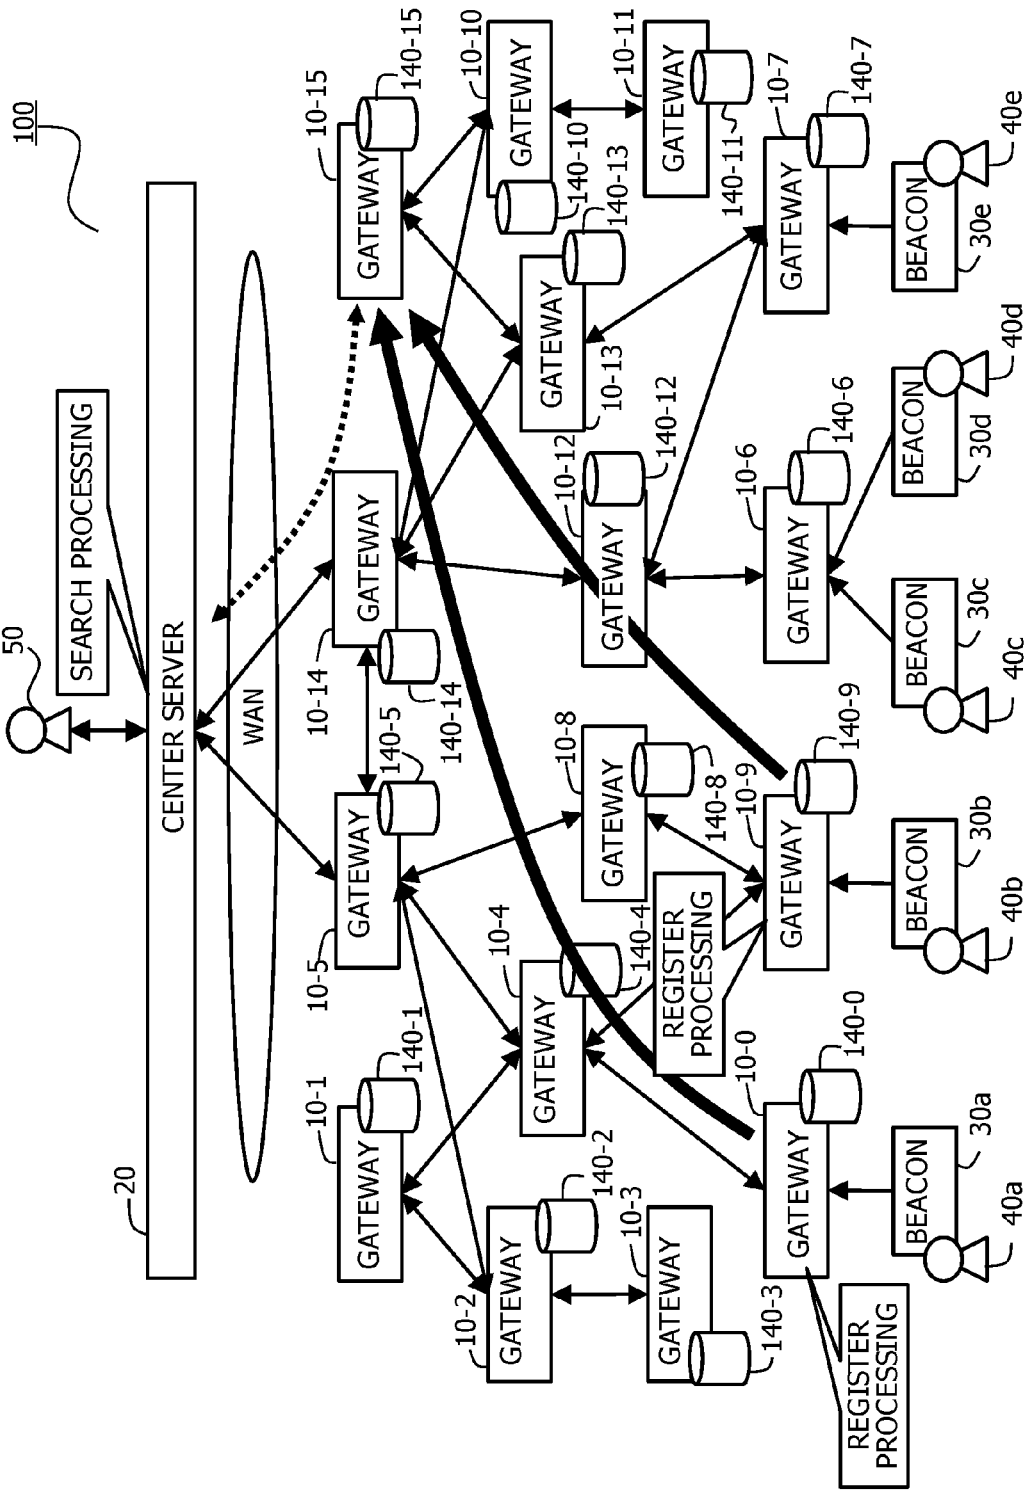 100
50
SEARCH PROCESSING
20
CENTER SERVER
WAN
10-1
GATEWAY
140-1
10-5
GATEWAY
140-5
10-14
GATEWAY
140-14
10-15
GATEWAY
140-15
10-2
GATEWAY
140-2
10-4
GATEWAY
140-4
10-8
GATEWAY
140-8
10-12
GATEWAY
140-12
10-13
GATEWAY
140-13
10-10
GATEWAY
140-10
10-3
GATEWAY
140-3
10-11
GATEWAY
140-11
REGISTER
PROCESSING
10-0
GATEWAY
140-0
10-9
GATEWAY
140-9
10-6
GATEWAY
140-6
10-7
GATEWAY
140-7
REGISTER
PROCESSING
BEACON
30a
40a
BEACON
30b
40b
BEACON
30c
40c
BEACON
30d
40d
BEACON
30e
40e